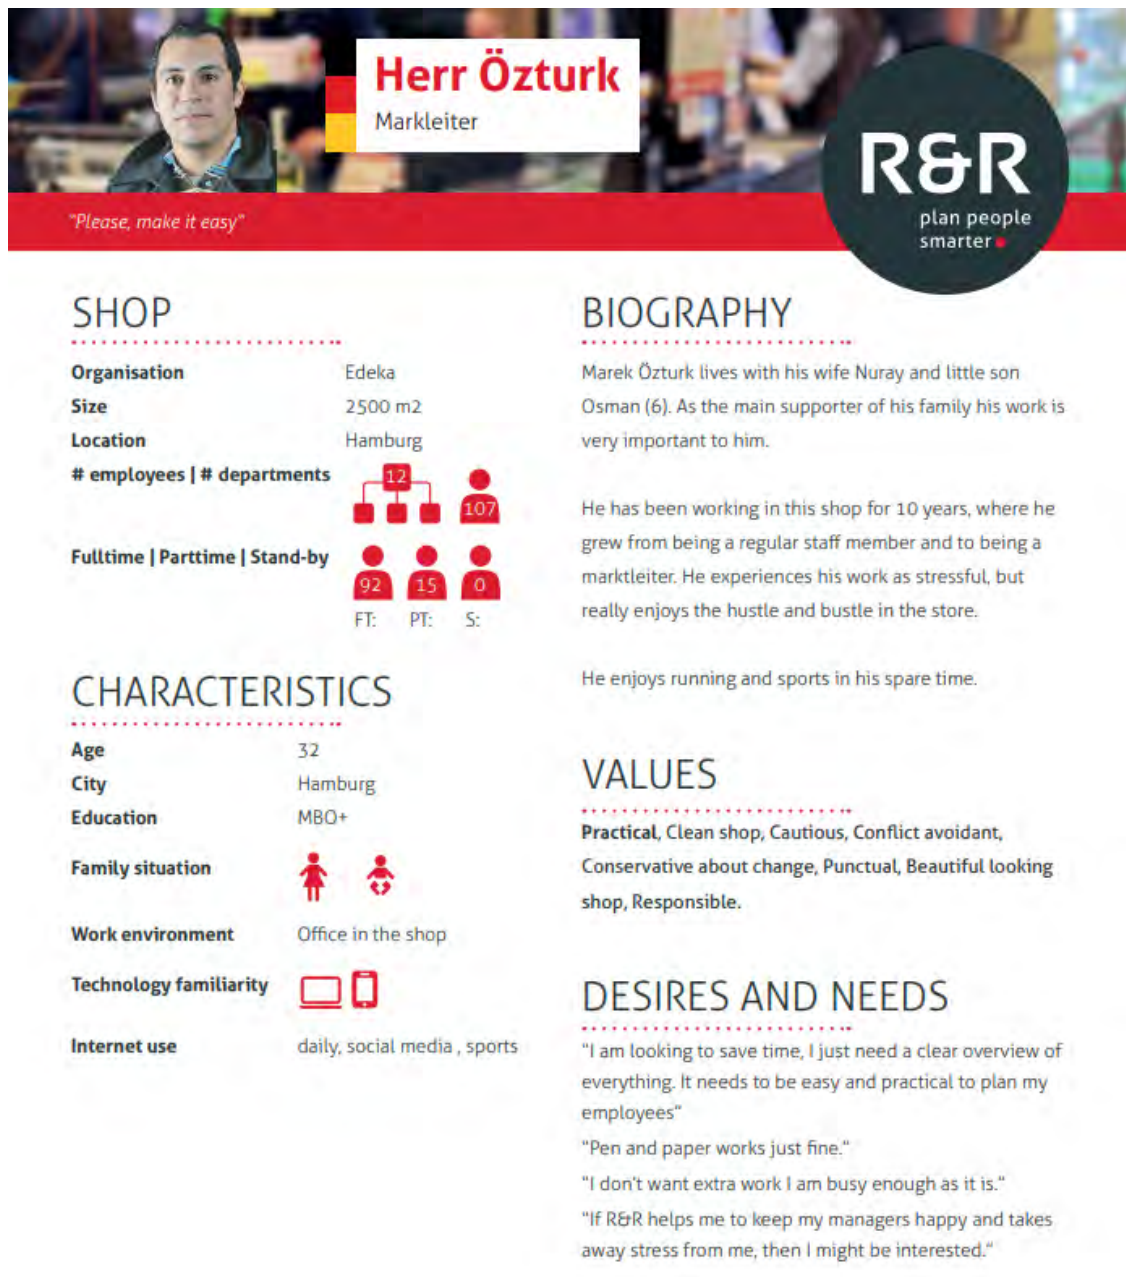 Herr Özturk
Markleiter
R&R
plan people
smarter
"Please, make it easy"
SHOP
Organisation Edeka
Size 2500 m2
Location Hamburg
# employees | # departments 12 107
Fulltime | Parttime | Stand-by 92 15 0
FT: PT: S:
CHARACTERISTICS
Age 32
City Hamburg
Education MBO+
Family situation
Work environment Office in the shop
Technology familiarity
Internet use daily, social media , sports
BIOGRAPHY
Marek Özturk lives with his wife Nuray and little son
Osman (6). As the main supporter of his family his work is
very important to him.
He has been working in this shop for 10 years, where he
grew from being a regular staff member and to being a
marktleiter. He experiences his work as stressful, but
really enjoys the hustle and bustle in the store.
He enjoys running and sports in his spare time.
VALUES
Practical, Clean shop, Cautious, Conflict avoidant,
Conservative about change, Punctual, Beautiful looking
shop, Responsible.
DESIRES AND NEEDS
"I am looking to save time, I just need a clear overview of
everything. It needs to be easy and practical to plan my
employees"
"Pen and paper works just fine."
"I don't want extra work I am busy enough as it is."
"If R&R helps me to keep my managers happy and takes
away stress from me, then I might be interested."